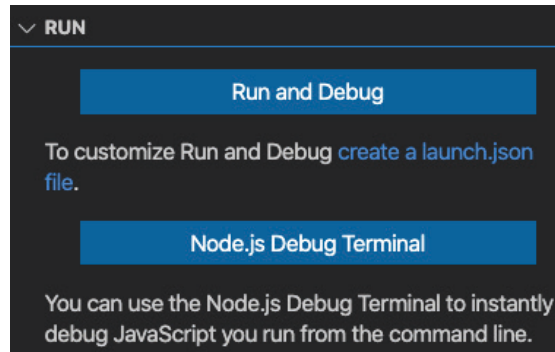 RUN
Run and Debug
To customize Run and Debug create a launch.json
file.
Node.js Debug Terminal
You can use the Node.js Debug Terminal to instantly
debug JavaScript you run from the command line.